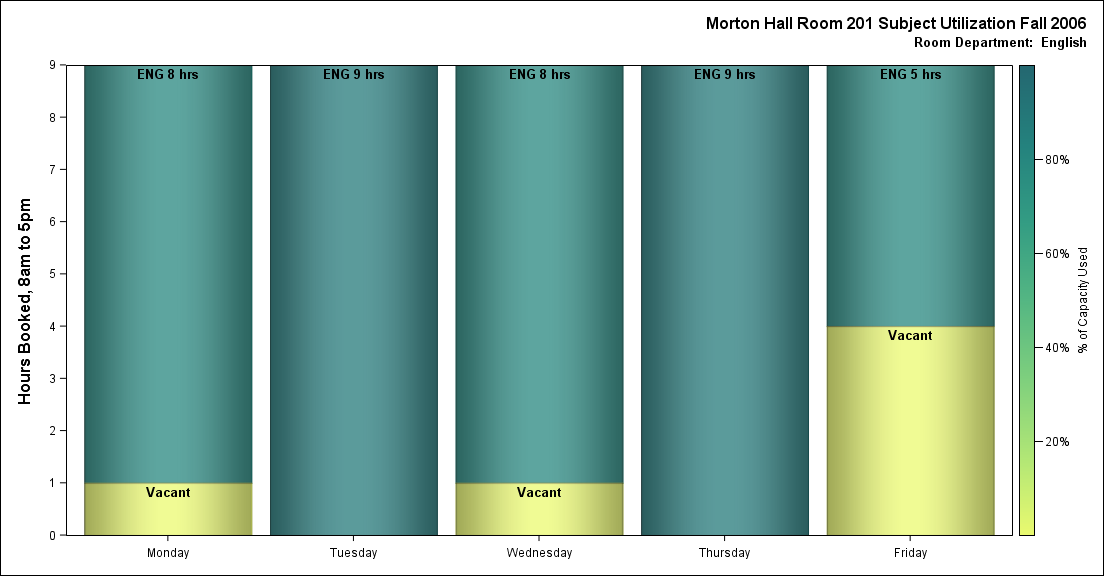 Morton Hall Room 201 Subject Utilization Fall 2006
Room Department:  English
Hours Booked, 8am to 5pm
9
8
7
6
5
4
3
2
1
0
ENG 8 hrs
ENG 9 hrs
ENG 8 hrs
ENG 9 hrs
ENG 5 hrs
Vacant
Vacant
Vacant
Monday
Tuesday
Wednesday
Thursday
Friday
80%
60%
40%
20%
% of Capacity Used